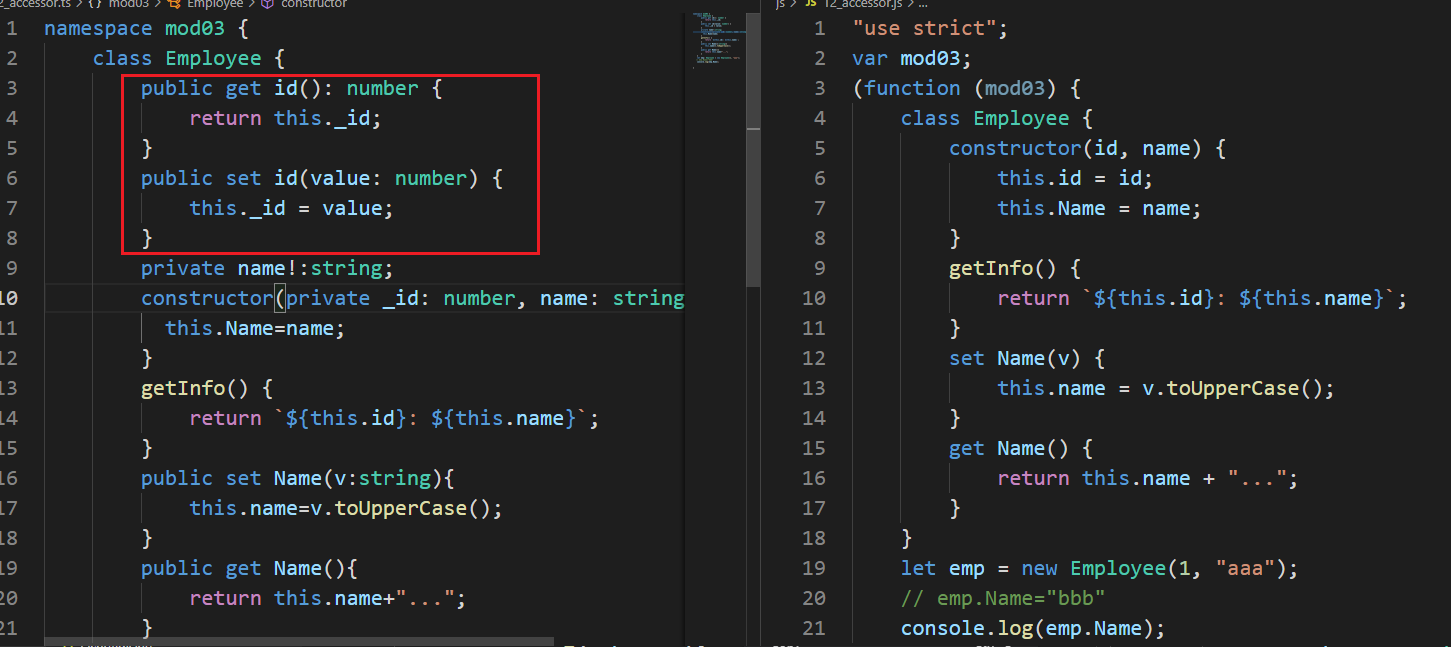 2_accessor.ts > {} mod03 > Employee > constructor
1 namespace mod03 {
2 class Employee {
3 public get id(): number {
4 return this._id;
5 }
6 public set id(value: number) {
7 this._id = value;
8 }
9 private name!:string;
10 constructor(private _id: number, name: string
11 this.Name=name;
12 }
13 getInfo() {
14 return `${this.id}: ${this.name}`;
15 }
16 public set Name(v:string){
17 this.name=v.toUpperCase();
18 }
19 public get Name(){
20 return this.name+"...";
21 }
js > JS 12_accessor.js > ...
1 "use strict";
2 var mod03;
3 (function (mod03) {
4 class Employee {
5 constructor(id, name) {
6 this.id = id;
7 this.Name = name;
8 }
9 getInfo() {
10 return `${this.id}: ${this.name}`;
11 }
12 set Name(v) {
13 this.name = v.toUpperCase();
14 }
15 get Name() {
16 return this.name + "...";
17 }
18 }
19 let emp = new Employee(1, "aaa");
20 // emp.Name="bbb"
21 console.log(emp.Name);